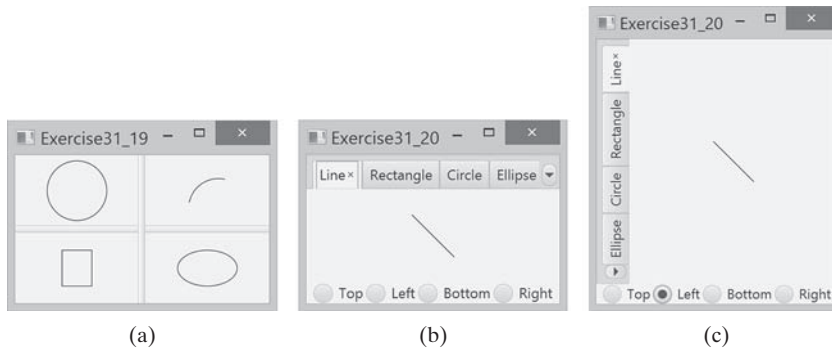 Exercise31_19
Exercise31_20
Line× Rectangle Circle Ellipse
Top Left Bottom Right
Exercise31_20
Line×
Rectangle
Circle
Ellipse
Top Left Bottom Right
(a) (b) (c)